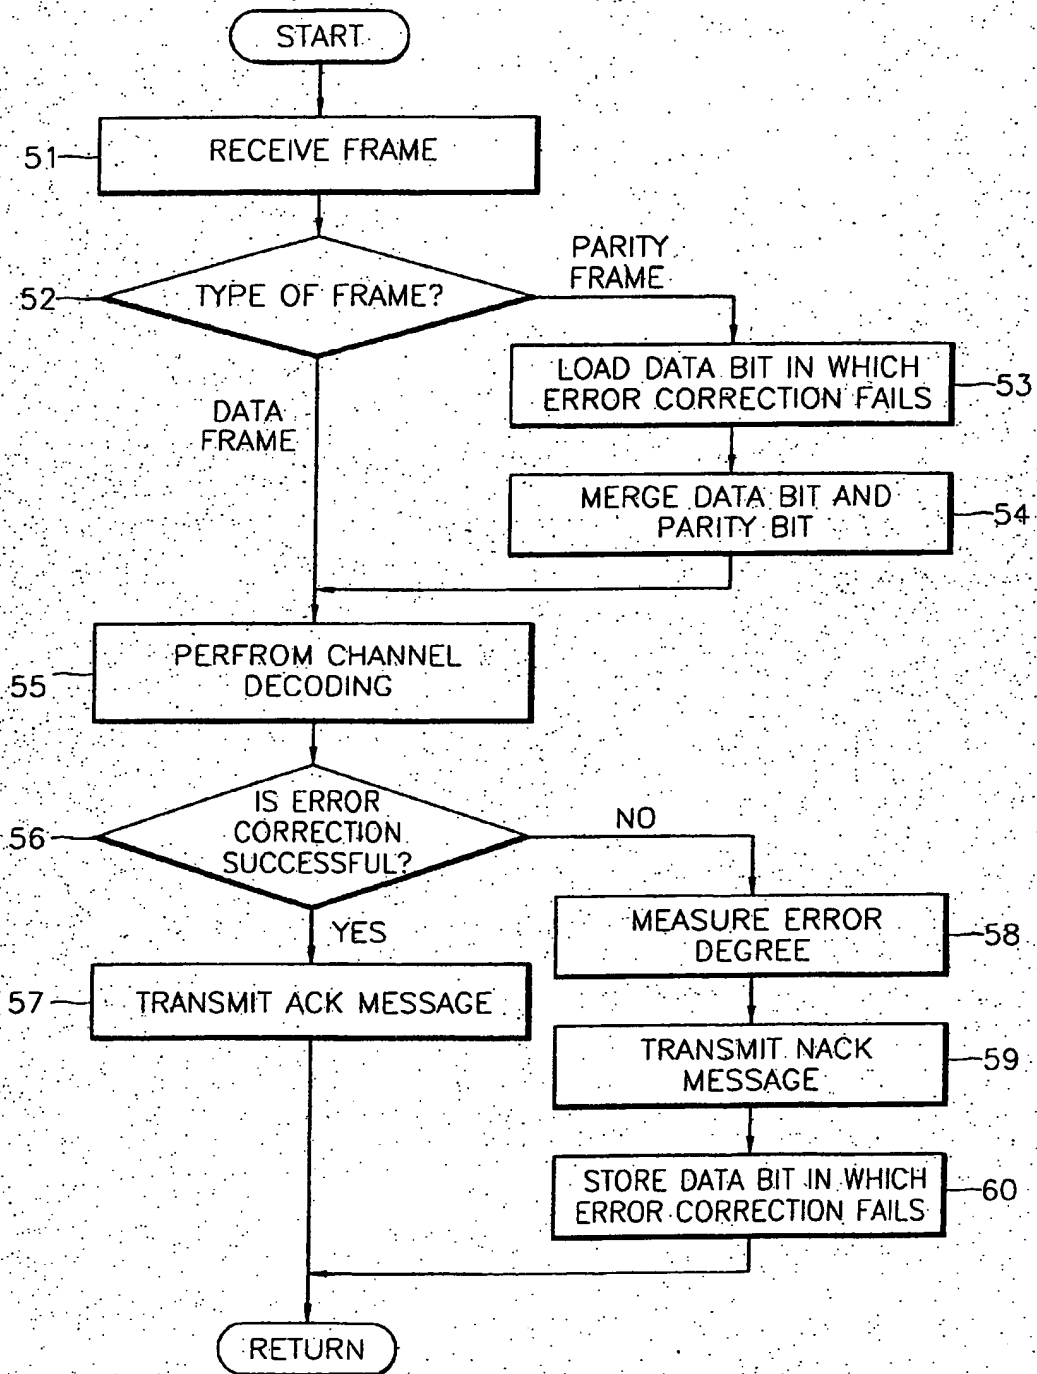 START
51
RECEIVE FRAME
52
TYPE OF FRAME?
PARITY
FRAME
DATA
FRAME
LOAD DATA BIT IN WHICH
ERROR CORRECTION FAILS
53
MERGE DATA BIT AND
PARITY BIT
54
55
PERFROM CHANNEL
DECODING
56
IS ERROR
CORRECTION
SUCCESSFUL?
NO
YES
57
TRANSMIT ACK MESSAGE
MEASURE ERROR
DEGREE
58
TRANSMIT NACK
MESSAGE
59
STORE DATA BIT IN WHICH
ERROR CORRECTION FAILS
60
RETURN